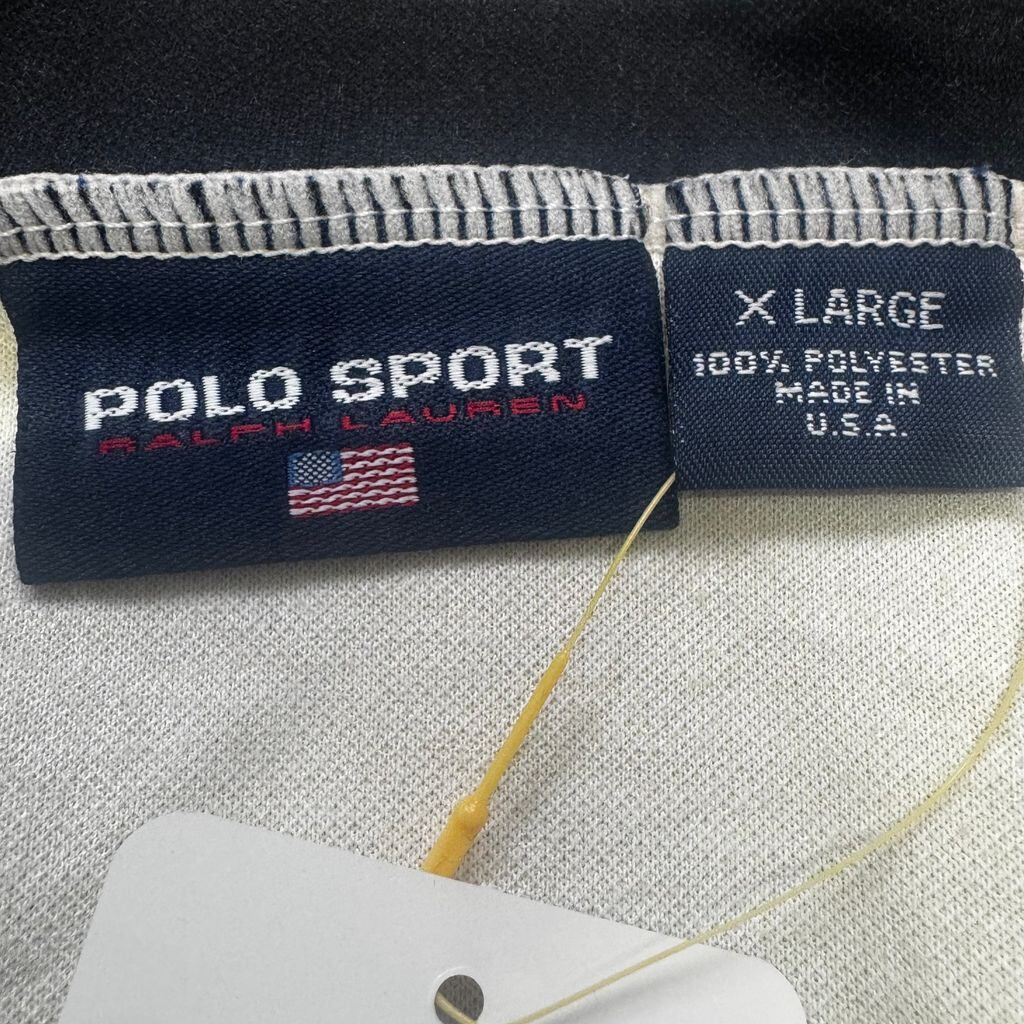 POLO SPORT
RALPH LAUREN
X LARGE
100% POLYESTER
MADE IN
U.S.A.